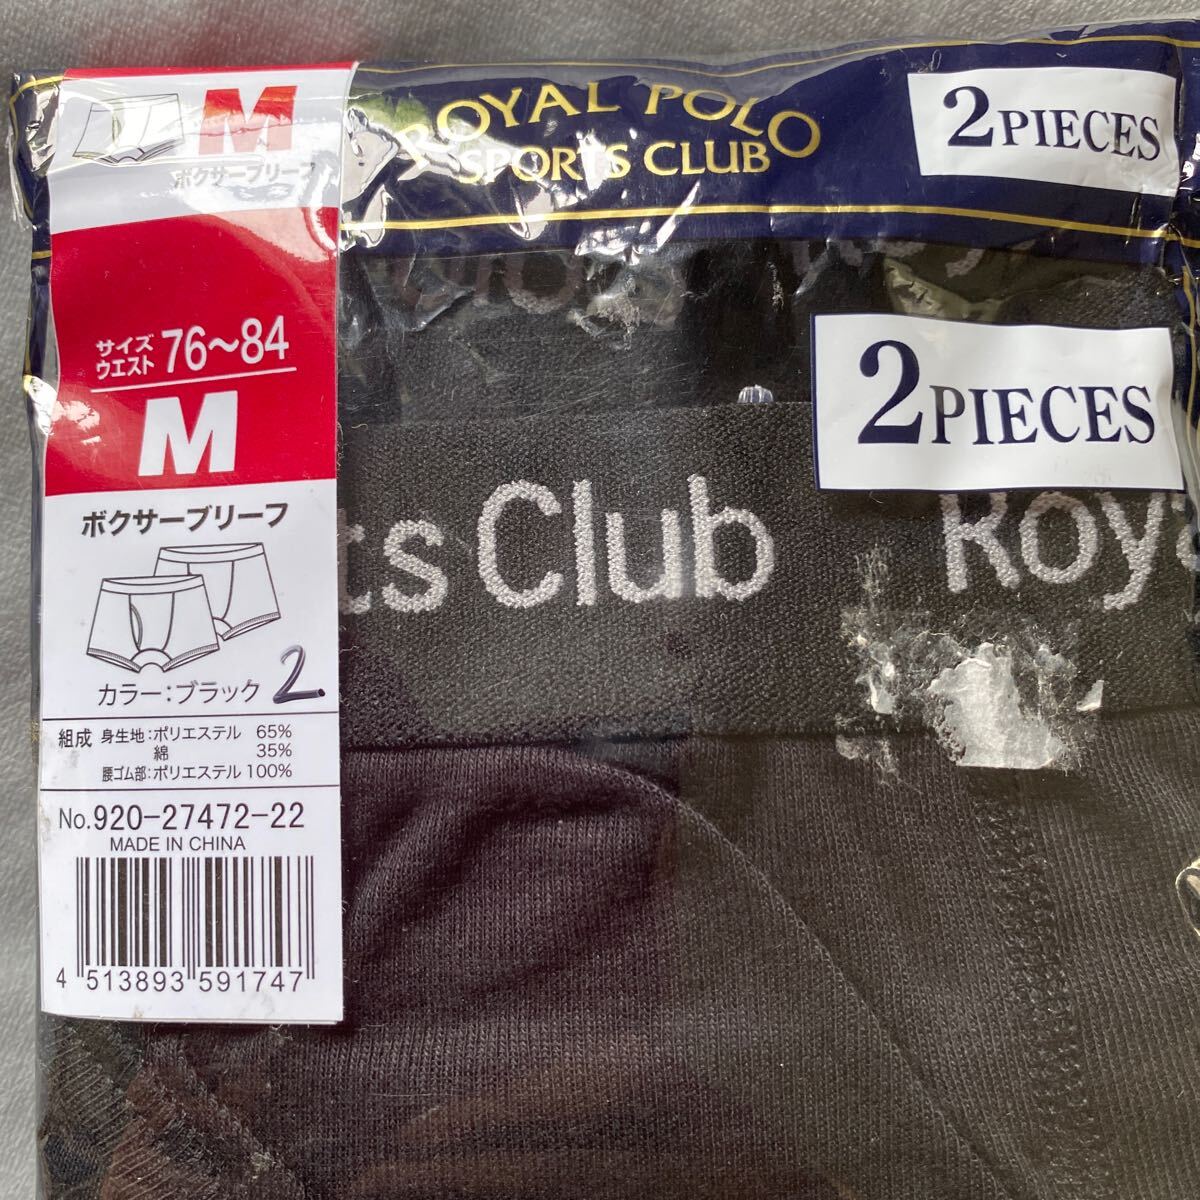 M
ボクサーブリーフ
ROYAL POLO
SPORTS CLUB
2PIECES
サイズ
ウエスト 76〜84
M
2PIECES
ts Club Roya
ボクサーブリーフ
カラー：ブラック 2
組成 身生地：ポリエステル 65%
綿 35%
腰ゴム部：ポリエステル 100%
No.920-27472-22
MADE IN CHINA
4 513893 591747